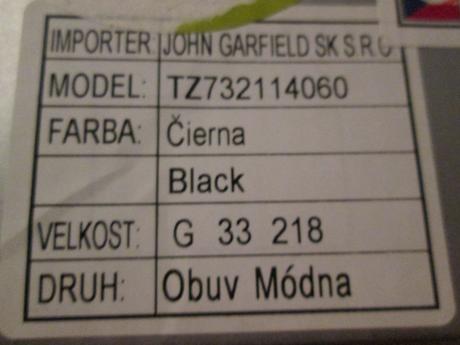 IMPORTER JOHN GARFIELD SK S.R.O
MODEL: TZ732114060
FARBA: Čierna
Black
VELKOST: G 33 218
DRUH: Obuv Módna